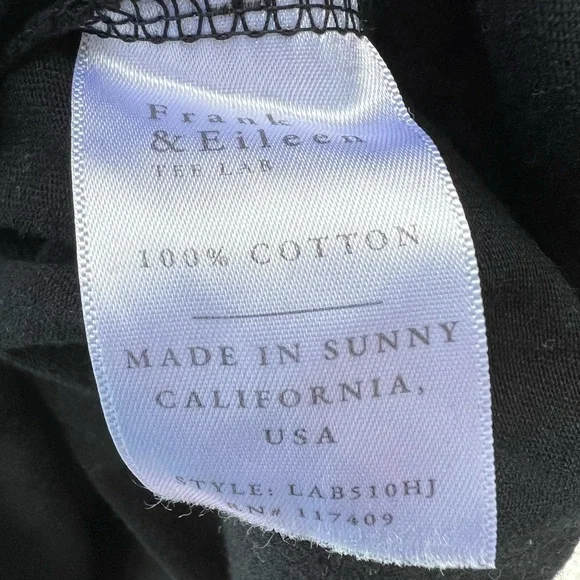 Frank
& Eileen
TEE LAB
100% COTTON
MADE IN SUNNY
CALIFORNIA,
USA
STYLE: LAB510HJ
117409